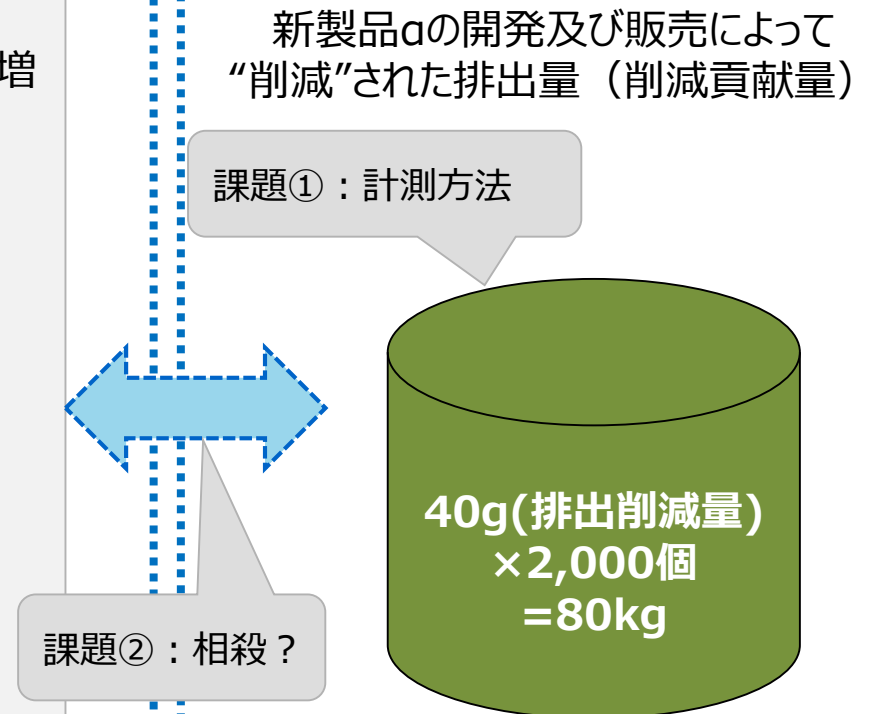 増
新製品αの開発及び販売によって
“削減”された排出量（削減貢献量）
課題①：計測方法
40g(排出削減量)
×2,000個
=80kg
課題②：相殺？